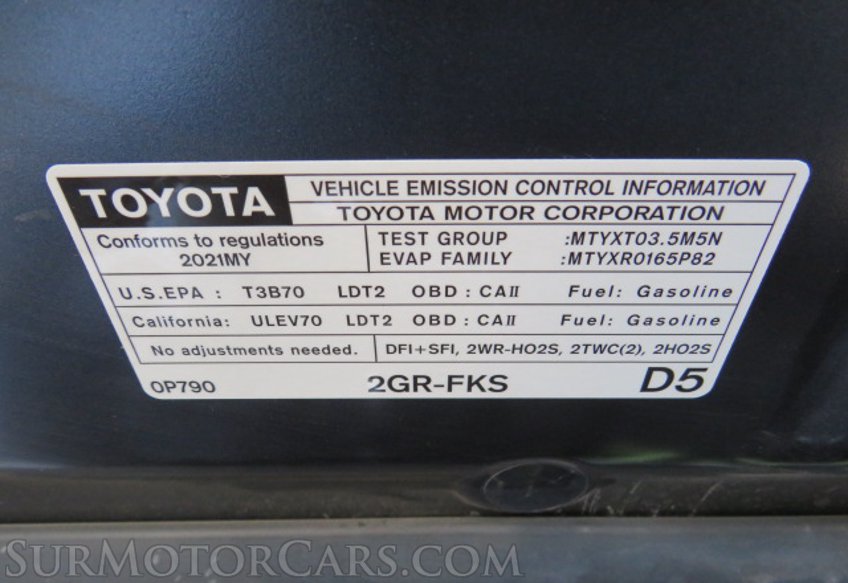 TOYOTA
VEHICLE EMISSION CONTROL INFORMATION
TOYOTA MOTOR CORPORATION
Conforms to regulations
2021MY
TEST GROUP :MTYXT03.5M5N
EVAP FAMILY :MTYXR0165P82
U.S.EPA : T3B70 LDT2 OBD : CAII Fuel: Gasoline
California: ULEV70 LDT2 OBD : CAII Fuel: Gasoline
No adjustments needed. DFI+SFI, 2WR-HO2S, 2TWC(2), 2HO2S
0P790 2GR-FKS D5
SURMOTORCARS.COM